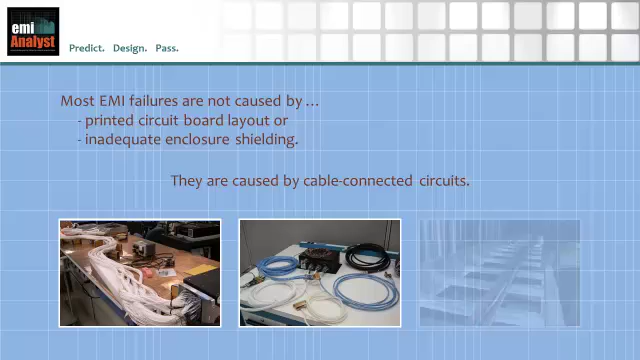 emi
Analyst
Predict. Design. Pass.
Most EMI failures are not caused by …
- printed circuit board layout or
- inadequate enclosure shielding.
They are caused by cable-connected circuits.